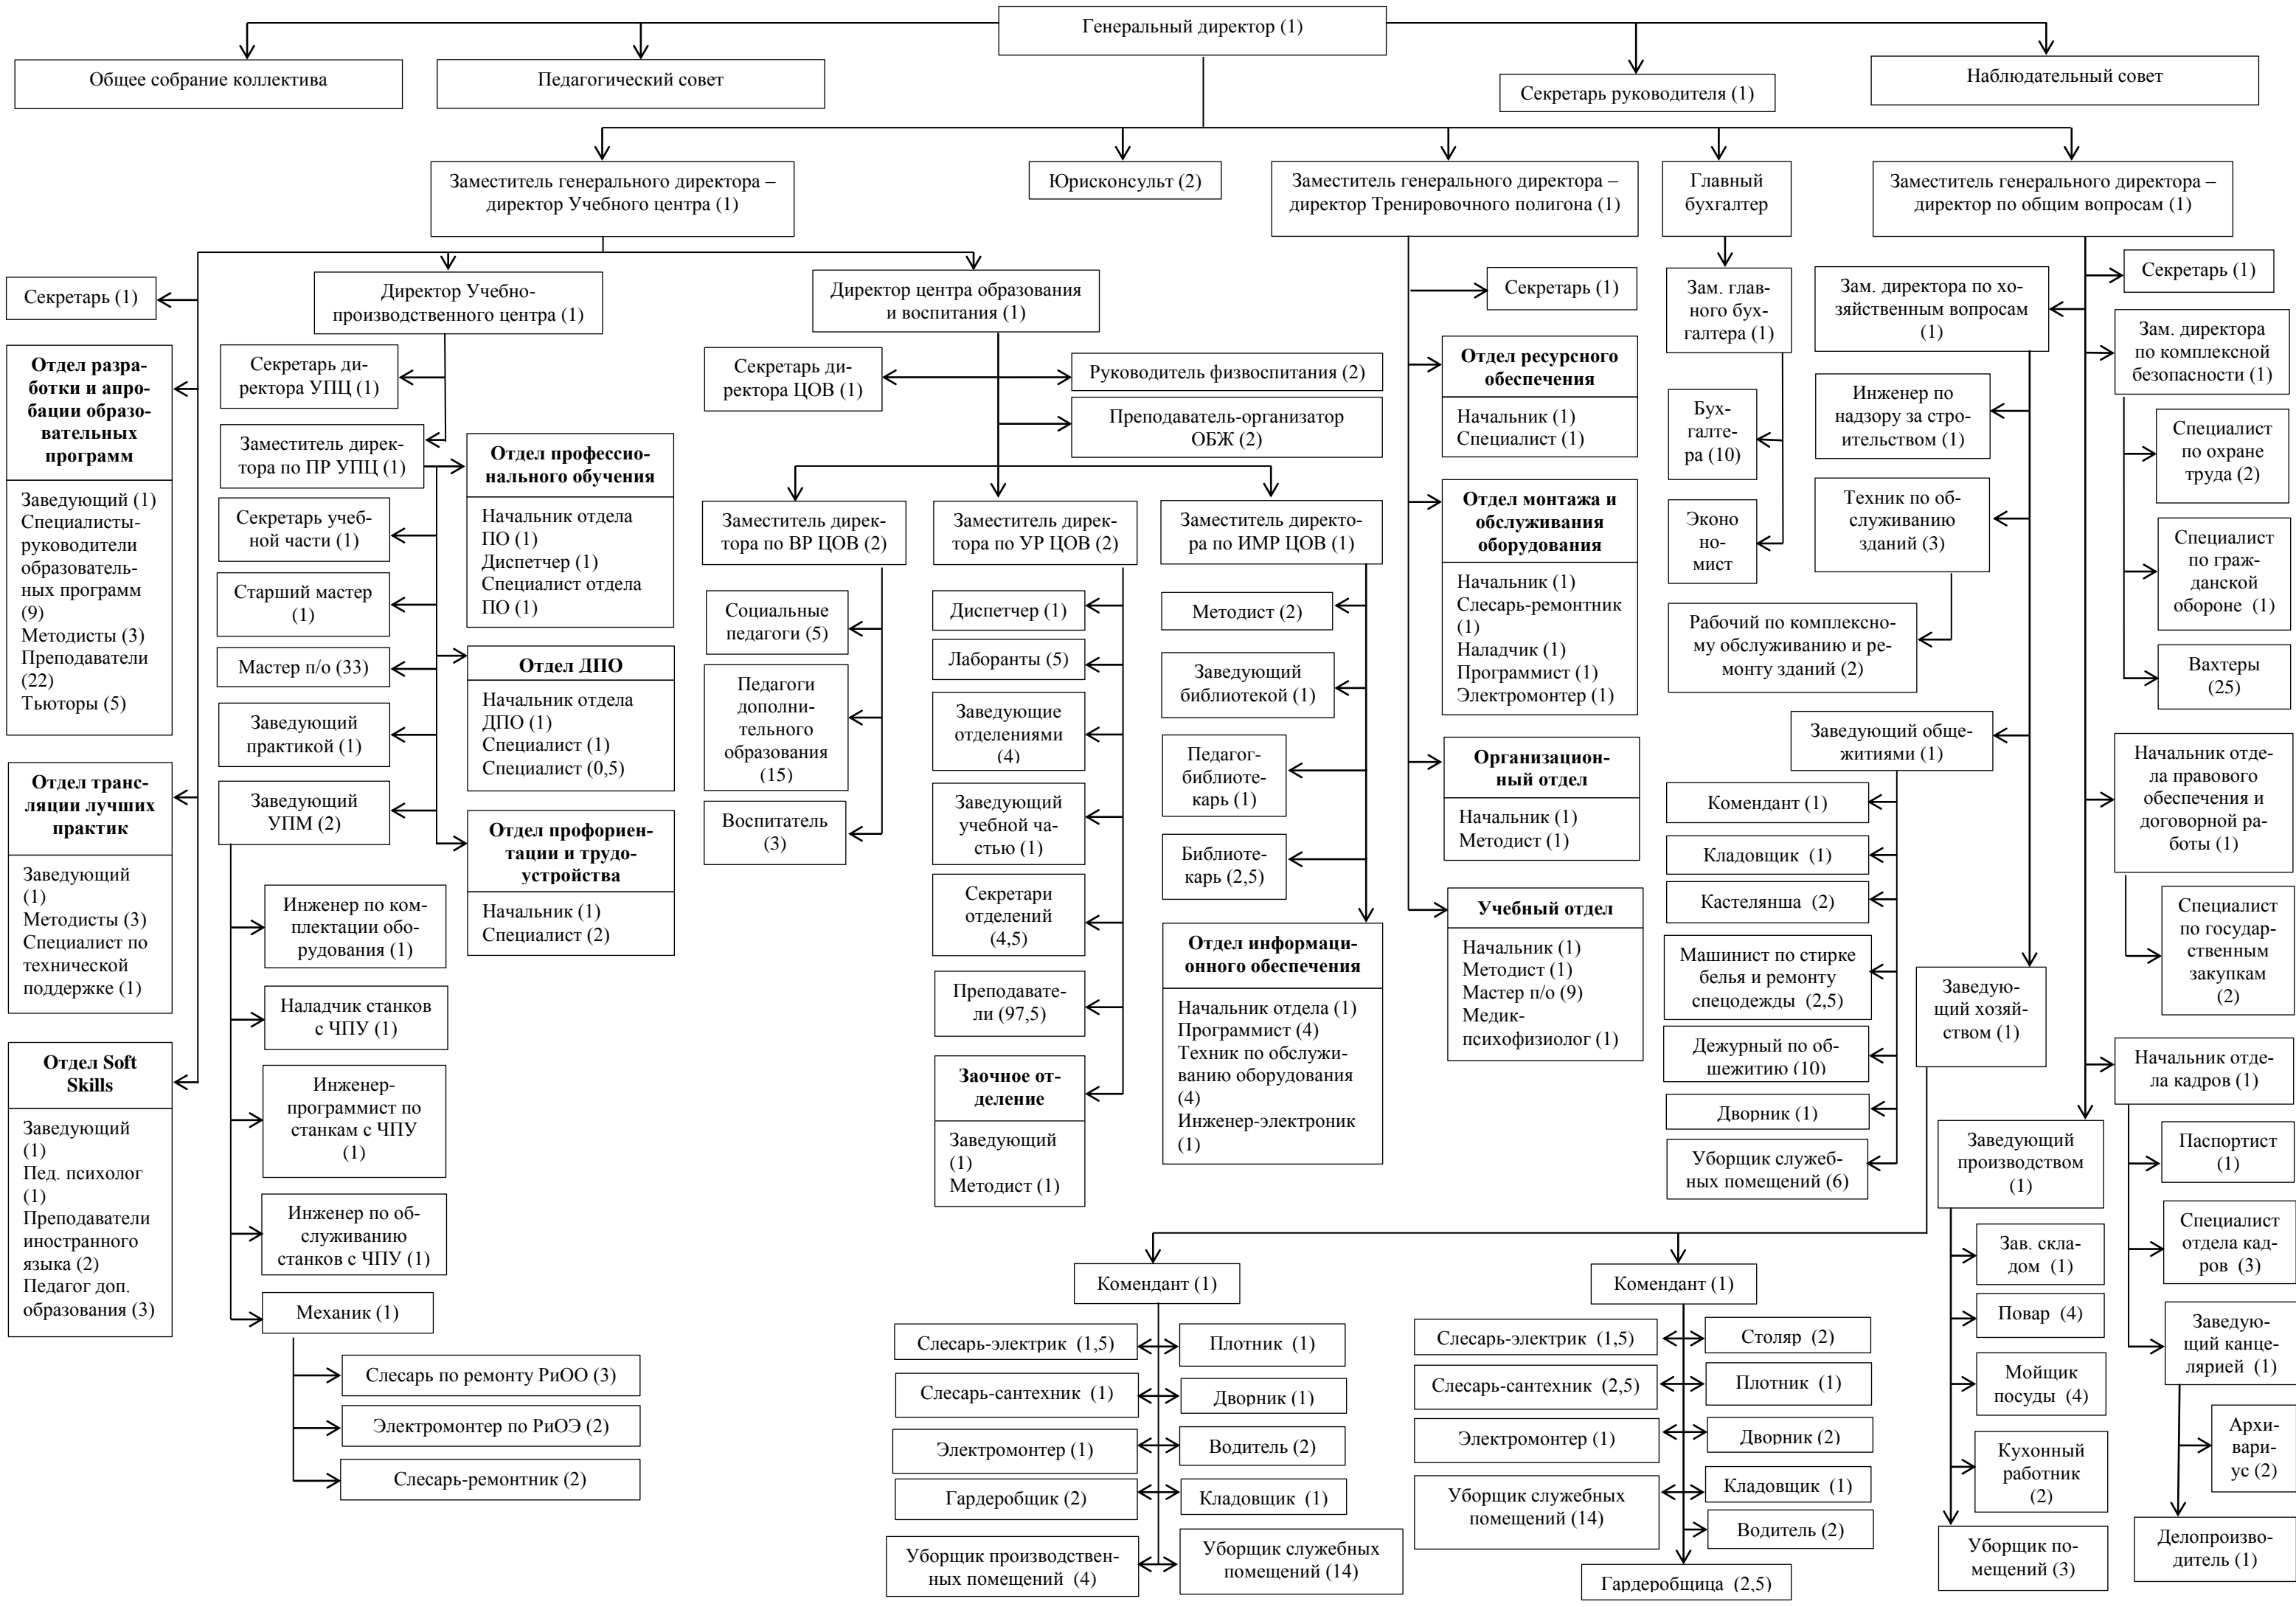 Генеральный директор (1)
Общее собрание коллектива
Педагогический совет
Секретарь руководителя (1)
Наблюдательный совет
Заместитель генерального директора –
директор Учебного центра (1)
Юрисконсульт (2)
Заместитель генерального директора –
директор Тренировочного полигона (1)
Главный
бухгалтер
Заместитель генерального директора –
директор по общим вопросам (1)
Секретарь (1)
Отдел разра-
ботки и апро-
бации образо-
вательных
программ
Заведующий (1)
Специалисты-
руководители
образователь-
ных программ
(9)
Методисты (3)
Преподаватели
(22)
Тьюторы (5)
Отдел транс-
ляции лучших
практик
Заведующий
(1)
Методисты (3)
Специалист по
технической
поддержке (1)
Отдел Soft
Skills
Заведующий
(1)
Пед. психолог
(1)
Преподаватели
иностранного
языка (2)
Педагог доп.
образования (3)
Директор Учебно-
производственного центра (1)
Секретарь ди-
ректора УПЦ (1)
Заместитель дирек-
тора по ПР УПЦ (1)
Секретарь учеб-
ной части (1)
Старший мастер
(1)
Мастер п/о (33)
Заведующий
практикой (1)
Заведующий
УПМ (2)
Инженер по ком-
плектации обо-
рудования (1)
Наладчик станков
с ЧПУ (1)
Инженер-
программист по
станкам с ЧПУ
(1)
Инженер по об-
служиванию
станков с ЧПУ (1)
Механик (1)
Слесарь по ремонту РиОО (3)
Электромонтер по РиОЭ (2)
Слесарь-ремонтник (2)
Отдел професси-
нального обучения
Начальник отдела
ПО (1)
Диспетчер (1)
Специалист отдела
ПО (1)
Отдел ДПО
Начальник отдела
ДПО (1)
Специалист (1)
Специалист (0,5)
Отдел профориен-
тации и трудо-
устройства
Начальник (1)
Специалист (2)
Директор центра образования
и воспитания (1)
Секретарь ди-
ректора ЦОВ (1)
Руководитель физвоспитания (2)
Преподаватель-организатор
ОБЖ (2)
Заместитель дирек-
тора по ВР ЦОВ (2)
Социальные
педагоги (5)
Педагоги
дополни-
тельного
образования
(15)
Воспитатель
(3)
Заместитель дирек-
тора по УР ЦОВ (2)
Диспетчер (1)
Лаборанты (5)
Заведующие
отделениями
(4)
Заведующий
учебной ча-
стью (1)
Секретари
отделений
(4,5)
Преподавате-
ли (97,5)
Заочное от-
деление
Заведующий
(1)
Методист (1)
Заместитель директо-
ра по ИМР ЦОВ (1)
Методист (2)
Заведующий
библиотекой (1)
Педагог-
библиоте-
карь (1)
Библиоте-
карь (2,5)
Отдел информаци-
онного обеспечения
Начальник отдела (1)
Программист (4)
Техник по обслужи-
ванию оборудования
(4)
Инженер-электроник
(1)
Секретарь (1)
Отдел ресурсного
обеспечения
Начальник (1)
Специалист (1)
Отдел монтажа и
обслуживания
оборудования
Начальник (1)
Слесарь-ремонтник
(1)
Наладчик (1)
Программист (1)
Электромонтер (1)
Организацион-
ный отдел
Начальник (1)
Методист (1)
Учебный отдел
Начальник (1)
Методист (1)
Мастер п/о (9)
Медик-
психофизиолог (1)
Зам. глав-
ного бух-
галтера (1)
Бух-
галте-
ра (10)
Эконо
но-
мист
Зам. директора по хо-
зяйственным вопросам
(1)
Инженер по
надзору за стро-
ительством (1)
Техник по об-
служиванию
зданий (3)
Рабочий по комплексно-
му обслуживанию и ре-
монту зданий (2)
Заведующий обще-
житиями (1)
Комендант (1)
Кладовщик (1)
Кастелянша (2)
Машинист по стирке
белья и ремонту
спецодежды (2,5)
Дежурный по об-
щежитию (10)
Дворник (1)
Уборщик служеб-
ных помещений (6)
Заведую-
щий хозяй-
ством (1)
Комендант (1)
Слесарь-электрик (1,5)
Плотник (1)
Слесарь-сантехник (1)
Дворник (1)
Электромонтер (1)
Водитель (2)
Гардеробщик (2)
Кладовщик (1)
Уборщик производствен-
ных помещений (4)
Уборщик служебных
помещений (14)
Комендант (1)
Слесарь-электрик (1,5)
Столяр (2)
Слесарь-сантехник (2,5)
Плотник (1)
Электромонтер (1)
Дворник (2)
Уборщик служебных
помещений (14)
Кладовщик (1)
Водитель (2)
Гардеробщица (2,5)
Секретарь (1)
Зам. директора
по комплексной
безопасности (1)
Специалист
по охране
труда (2)
Специалист
по граж-
данской
обороне (1)
Вахтеры
(25)
Начальник отде-
ла правового
обеспечения и
договорной ра-
боты (1)
Специалист
по государ-
ственным
закупкам
(2)
Начальник отде-
ла кадров (1)
Паспортист
(1)
Специалист
отдела кад-
ров (3)
Заведую-
щий канце-
лярией (1)
Архи-
вари-
ус (2)
Делопроизво-
дитель (1)
Заведующий
производством
(1)
Зав. скла-
дом (1)
Повар (4)
Мойщик
посуды (4)
Кухонный
работник
(2)
Уборщик по-
мещений (3)